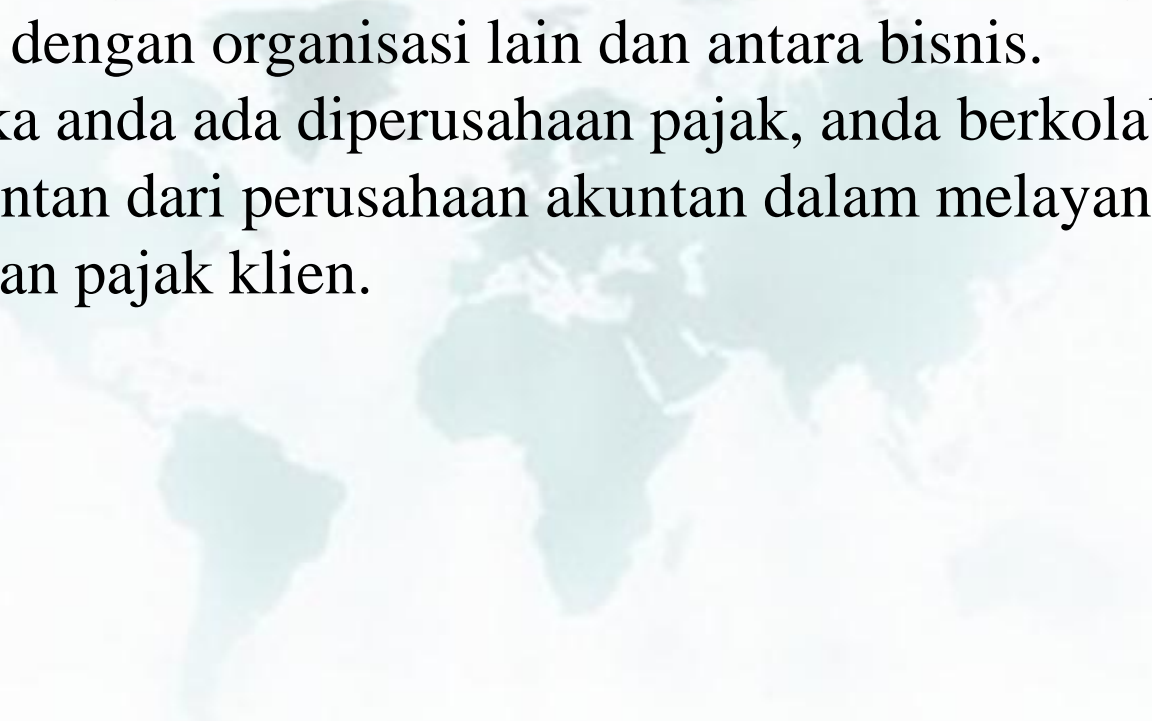 dengan organisasi lain dan antara bisnis.
ka anda ada diperusahaan pajak, anda berkola
ntan dari perusahaan akuntan dalam melayan
an pajak klien.